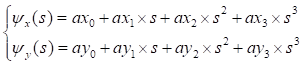 ψx(s) = ax0 + ax1 × s + ax2 × s² + ax3 × s³
ψy(s) = ay0 + ay1 × s + ay2 × s² + ay3 × s³